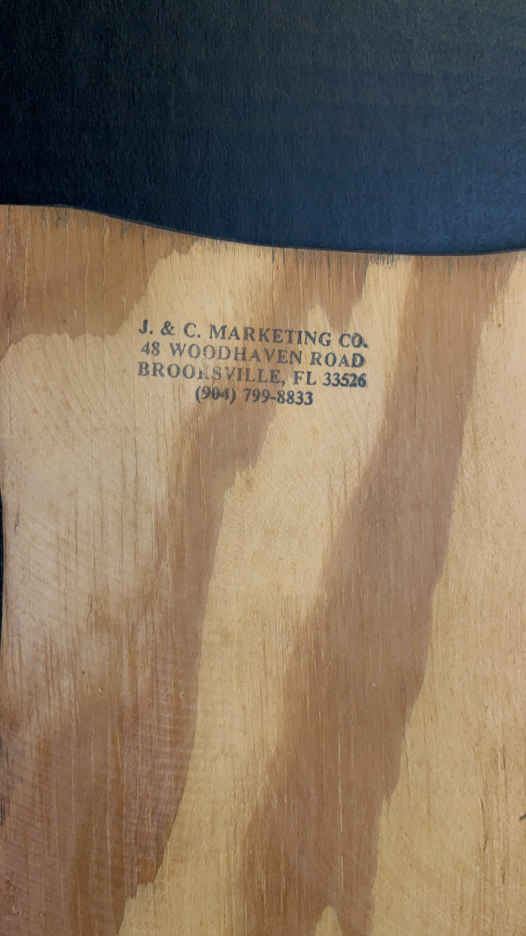 J. & C. MARKETING CO.
48 WOODHAVEN ROAD
BROOKSVILLE, FL 33526
(904) 799-8833